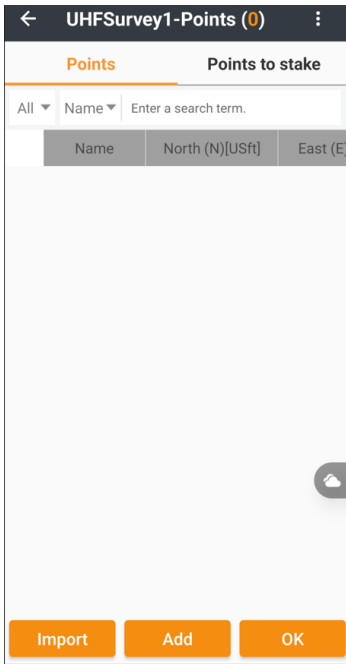 UHFSurvey1-Points (0)
Points Points to stake
All Name Enter a search term.
Name North (N)[USft] East (E)
Import Add OK